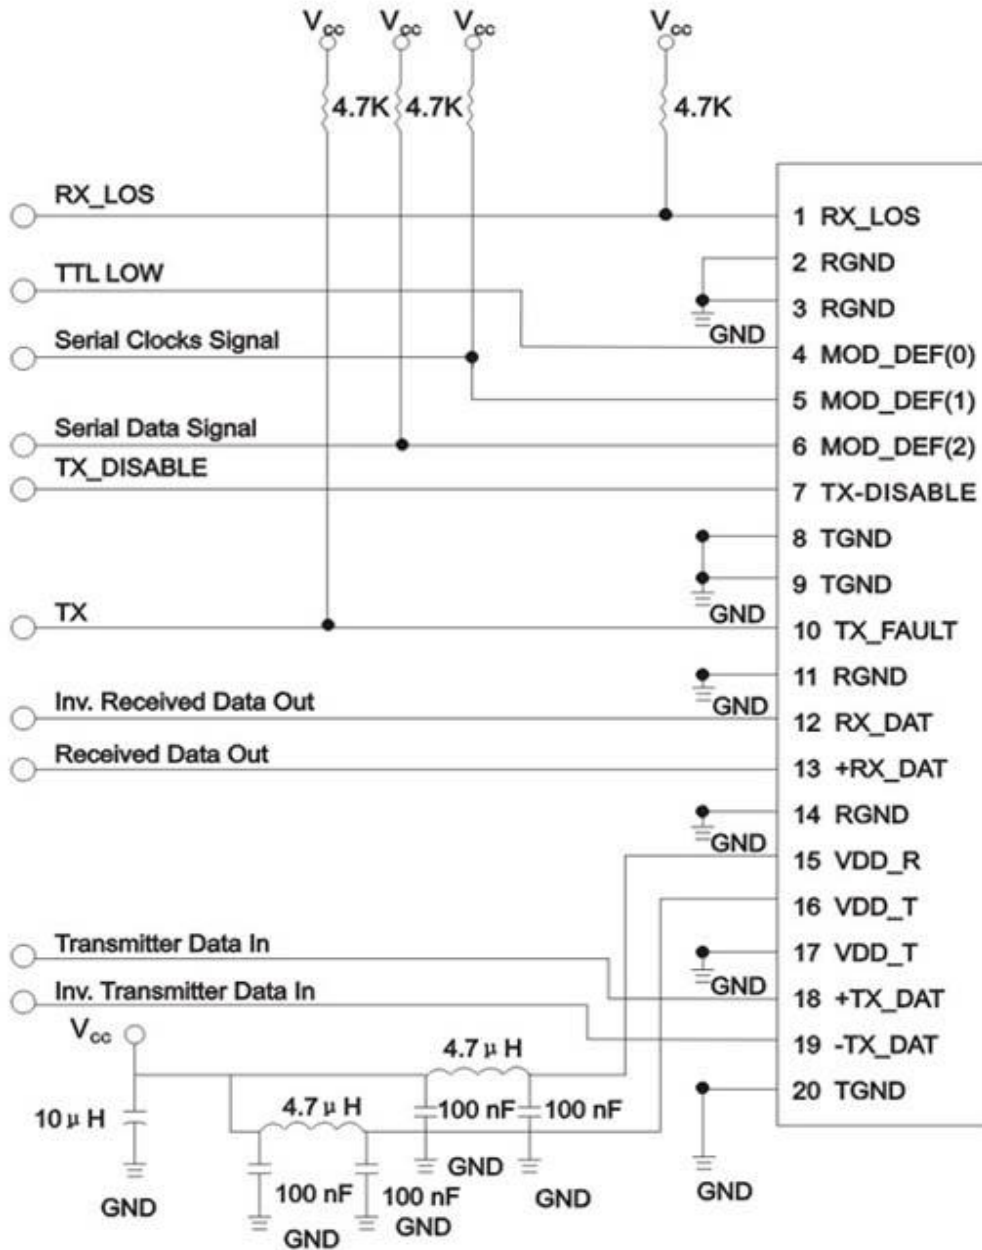 Vcc Vcc Vcc Vcc
4.7K 4.7K 4.7K
RX_LOS
1 RX_LOS
2 RGND
TTL LOW
3 RGND
GND
Serial Clocks Signal
4 MOD_DEF(0)
5 MOD_DEF(1)
Serial Data Signal
6 MOD_DEF(2)
TX_DISABLE
7 TX-DISABLE
8 TGND
9 TGND
GND
TX
10 TX_FAULT
11 RGND
GND
Inv. Received Data Out
12 RX_DAT
Received Data Out
13 +RX_DAT
14 RGND
GND
15 VDD_R
16 VDD_T
Transmitter Data In
17 VDD_T
GND
Inv. Transmitter Data In
18 +TX_DAT
Vcc
19 -TX_DAT
4.7 μ H
20 TGND
10 μ H
4.7 μ H
100 nF 100 nF
GND
GND
100 nF 100 nF
GND
GND
GND
GND